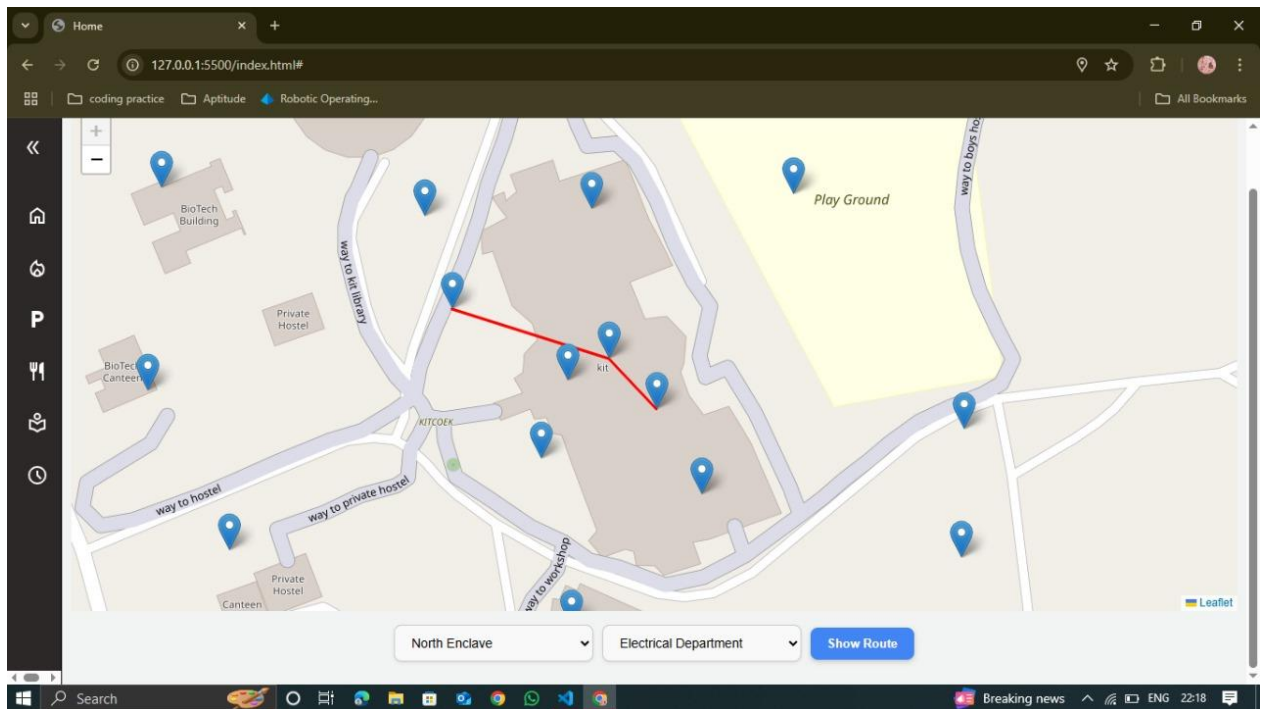 Home
127.0.0.1:5500/index.html#
coding practice
Aptitude
Robotic Operating...
All Bookmarks
+
−
way to boys ho
Play Ground
BioTech
Building
way to kit library
Private
Hostel
BioTec
Canteen
kit
KITCOEK
way to hostel
way to private hostel
way to workshop
Private
Hostel
Canteen
Leaflet
P
North Enclave
Electrical Department
Show Route
Search
Breaking news
ENG
22:18